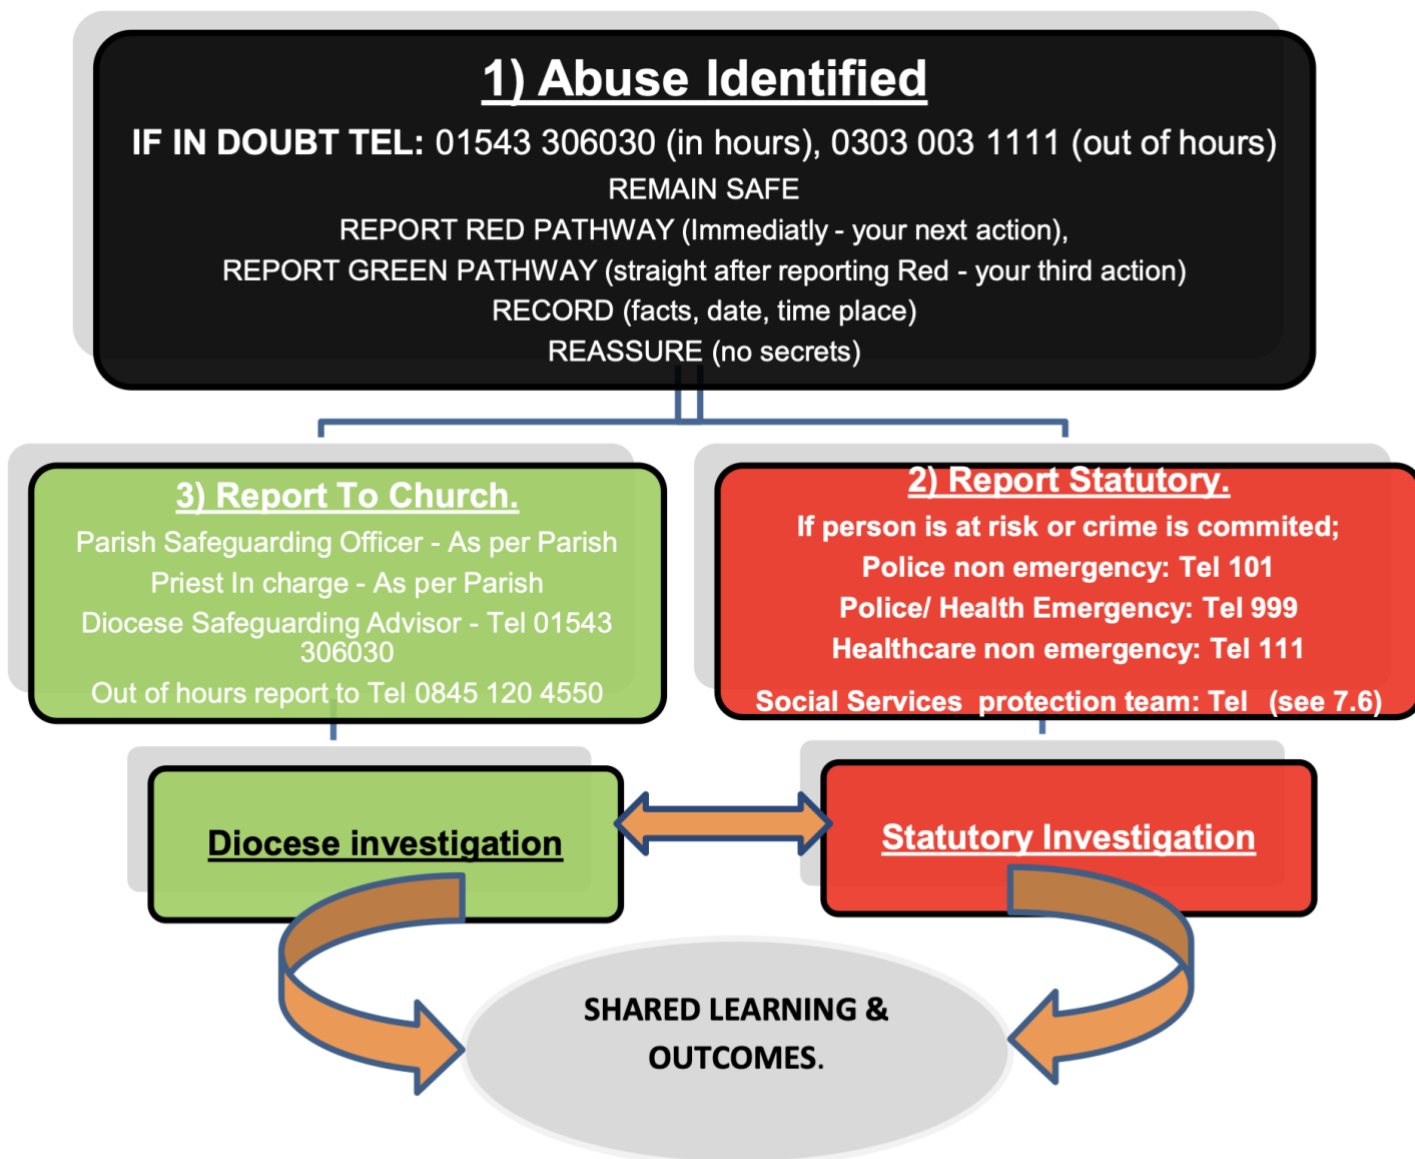 1) Abuse Identified
IF IN DOUBT TEL: 01543 306030 (in hours), 0303 003 1111 (out of hours)
REMAIN SAFE
REPORT RED PATHWAY (Immediatly - your next action),
REPORT GREEN PATHWAY (straight after reporting Red - your third action)
RECORD (facts, date, time place)
REASSURE (no secrets)
3) Report To Church.
Parish Safeguarding Officer - As per Parish
Priest In charge - As per Parish
Diocese Safeguarding Advisor - Tel 01543
306030
Out of hours report to Tel 0845 120 4550
2) Report Statutory.
If person is at risk or crime is commited;
Police non emergency: Tel 101
Police/ Health Emergency: Tel 999
Healthcare non emergency: Tel 111
Social Services protection team: Tel (see 7.6)
Diocese investigation
Statutory Investigation
SHARED LEARNING &
OUTCOMES.